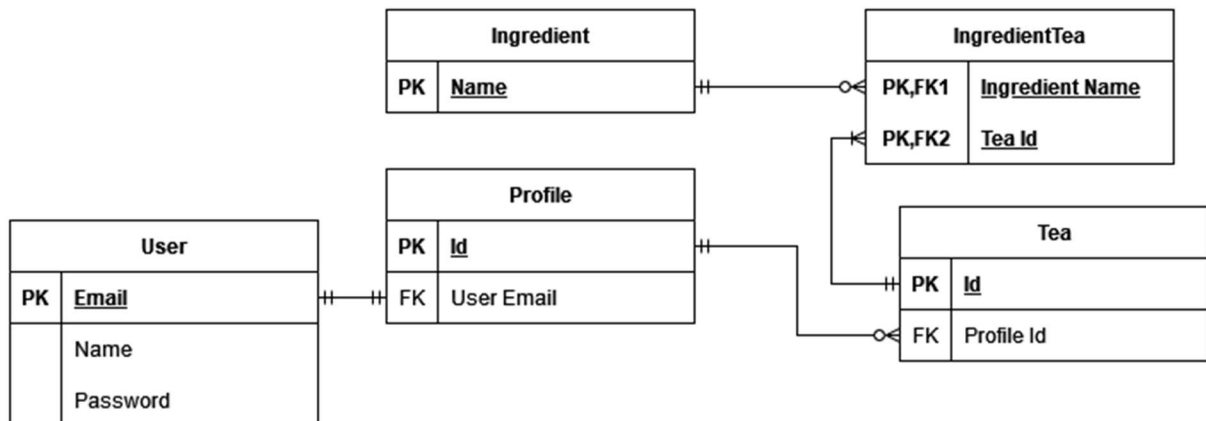 Ingredient
PK Name
IngredientTea
PK,FK1 Ingredient Name
PK,FK2 Tea Id
Profile
PK Id
FK User Email
User
PK Email
Name
Password
Tea
PK Id
FK Profile Id